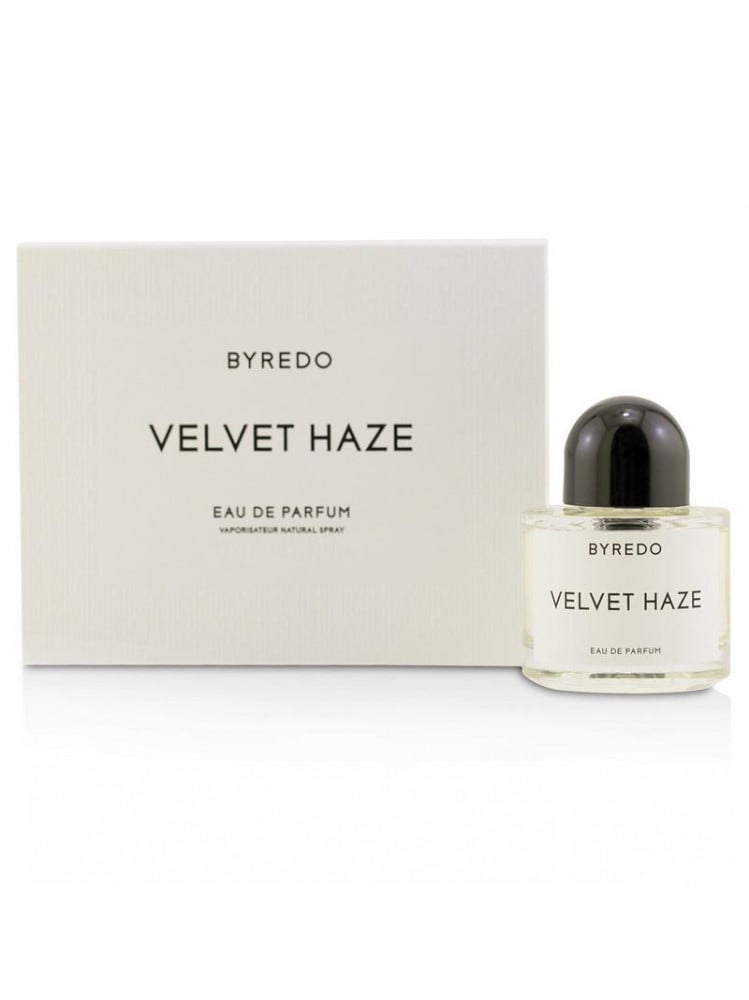 BYREDO
VELVET HAZE
EAU DE PARFUM
VAPORISATEUR NATURAL SPRAY
BYREDO
VELVET HAZE
EAU DE PARFUM